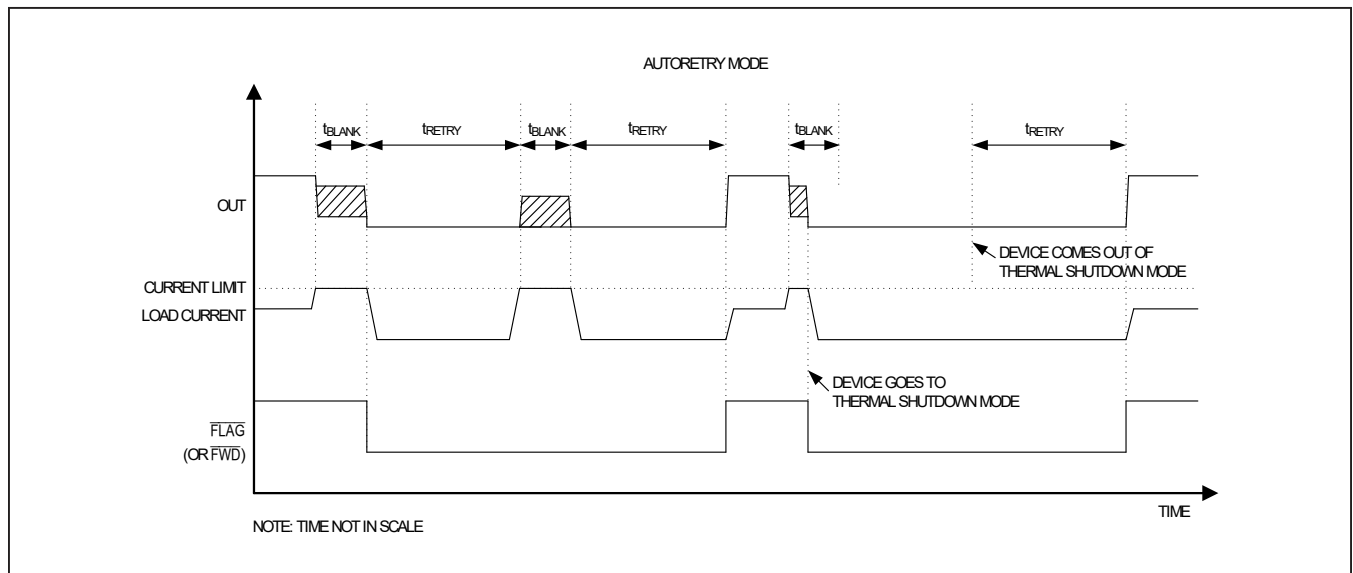 AUTORETRY MODE
tBLANK
tRETRY
tBLANK
tRETRY
tBLANK
tRETRY
OUT
DEVICE COMES OUT OF
THERMAL SHUTDOWN MODE
CURRENT LIMIT
LOAD CURRENT
DEVICE GOES TO
THERMAL SHUTDOWN MODE
FLAG
(OR FWD)
TIME
NOTE: TIME NOT IN SCALE